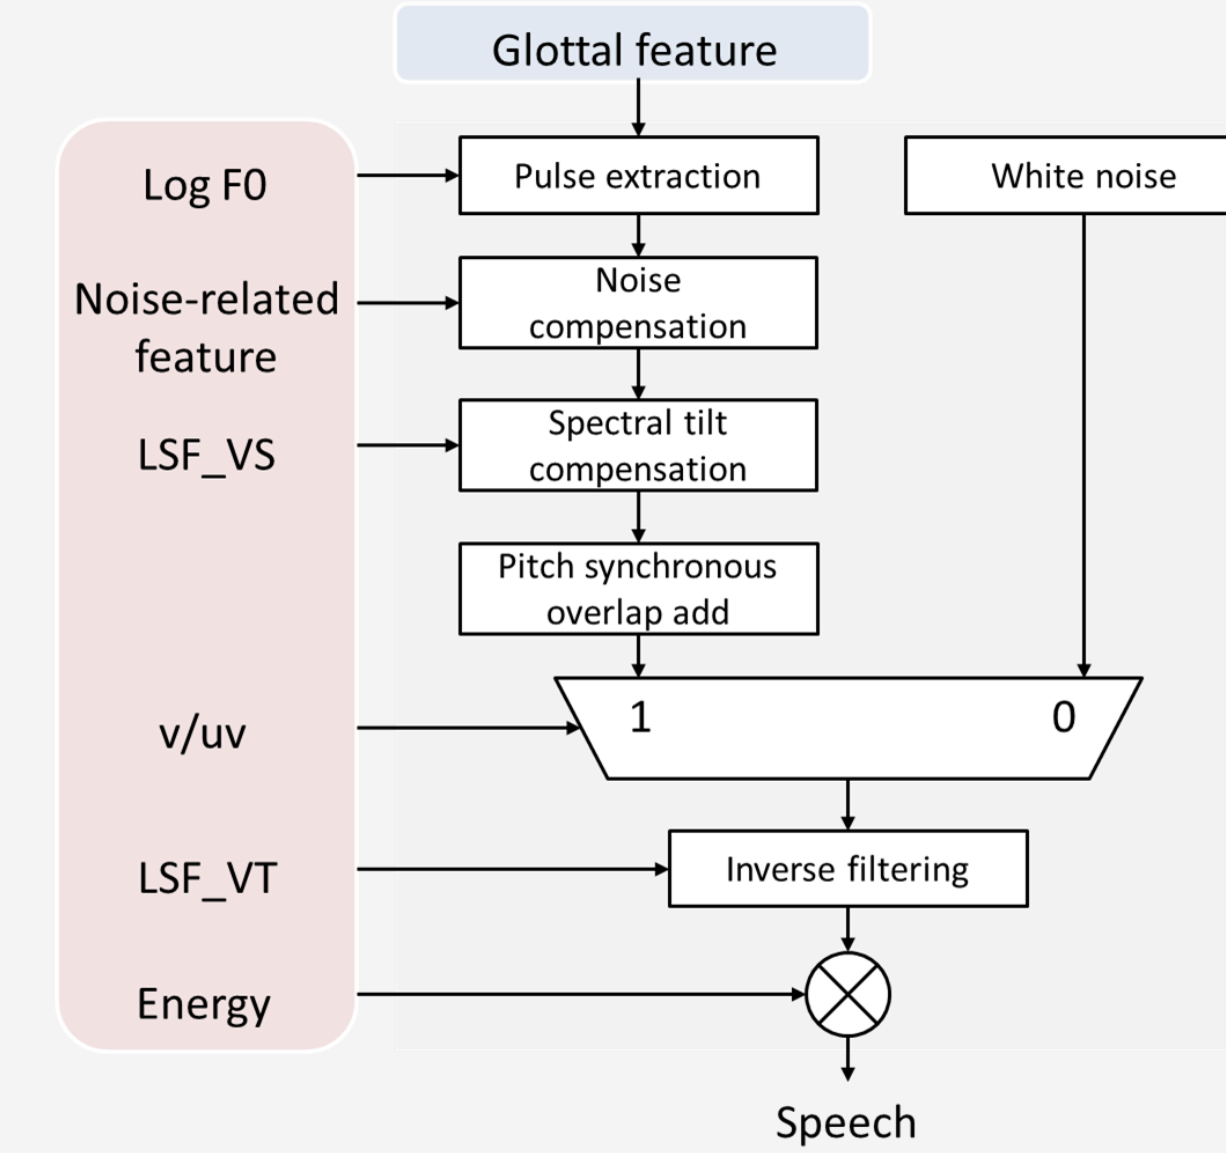 Glottal feature
Log F0
Pulse extraction
White noise
Noise-related
feature
Noise
compensation
LSF_VS
Spectral tilt
compensation
Pitch synchronous
overlap add
v/uv
1
0
LSF_VT
Inverse filtering
Energy
Speech